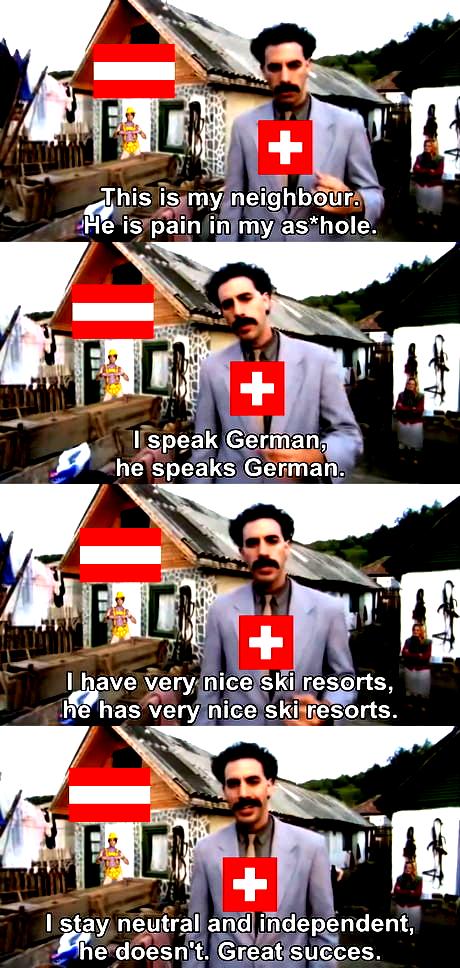 This is my neighbour.
He is pain in my as*hole.
I speak German,
he speaks German.
I have very nice ski resorts,
he has very nice ski resorts.
I stay neutral and independent,
he doesn't. Great succes.